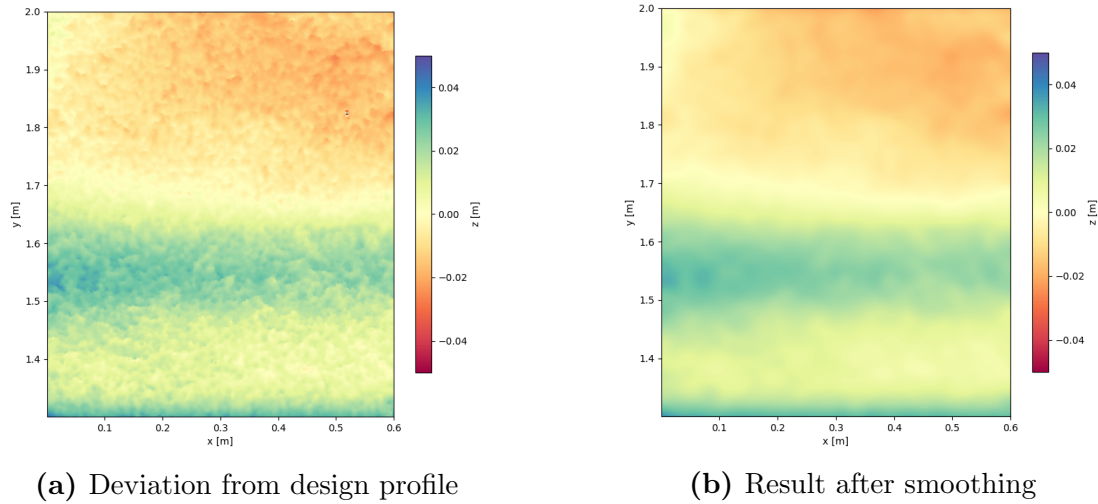 2.0
1.9
1.8
1.7
1.6
1.5
1.4
y [m]
0.1 0.2 0.3 0.4 0.5 0.6
x [m]
0.04
0.02
0.00
−0.02
−0.04
z [m]
(a) Deviation from design profile
2.0
1.9
1.8
1.7
1.6
1.5
1.4
y [m]
0.1 0.2 0.3 0.4 0.5 0.6
x [m]
0.04
0.02
0.00
−0.02
−0.04
z [m]
(b) Result after smoothing